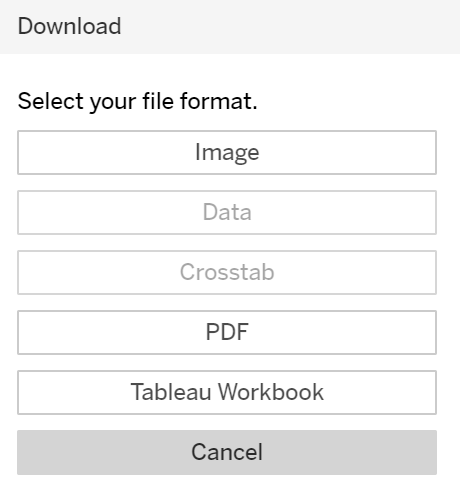 Download
Select your file format.
Image
Data
Crosstab
PDF
Tableau Workbook
Cancel